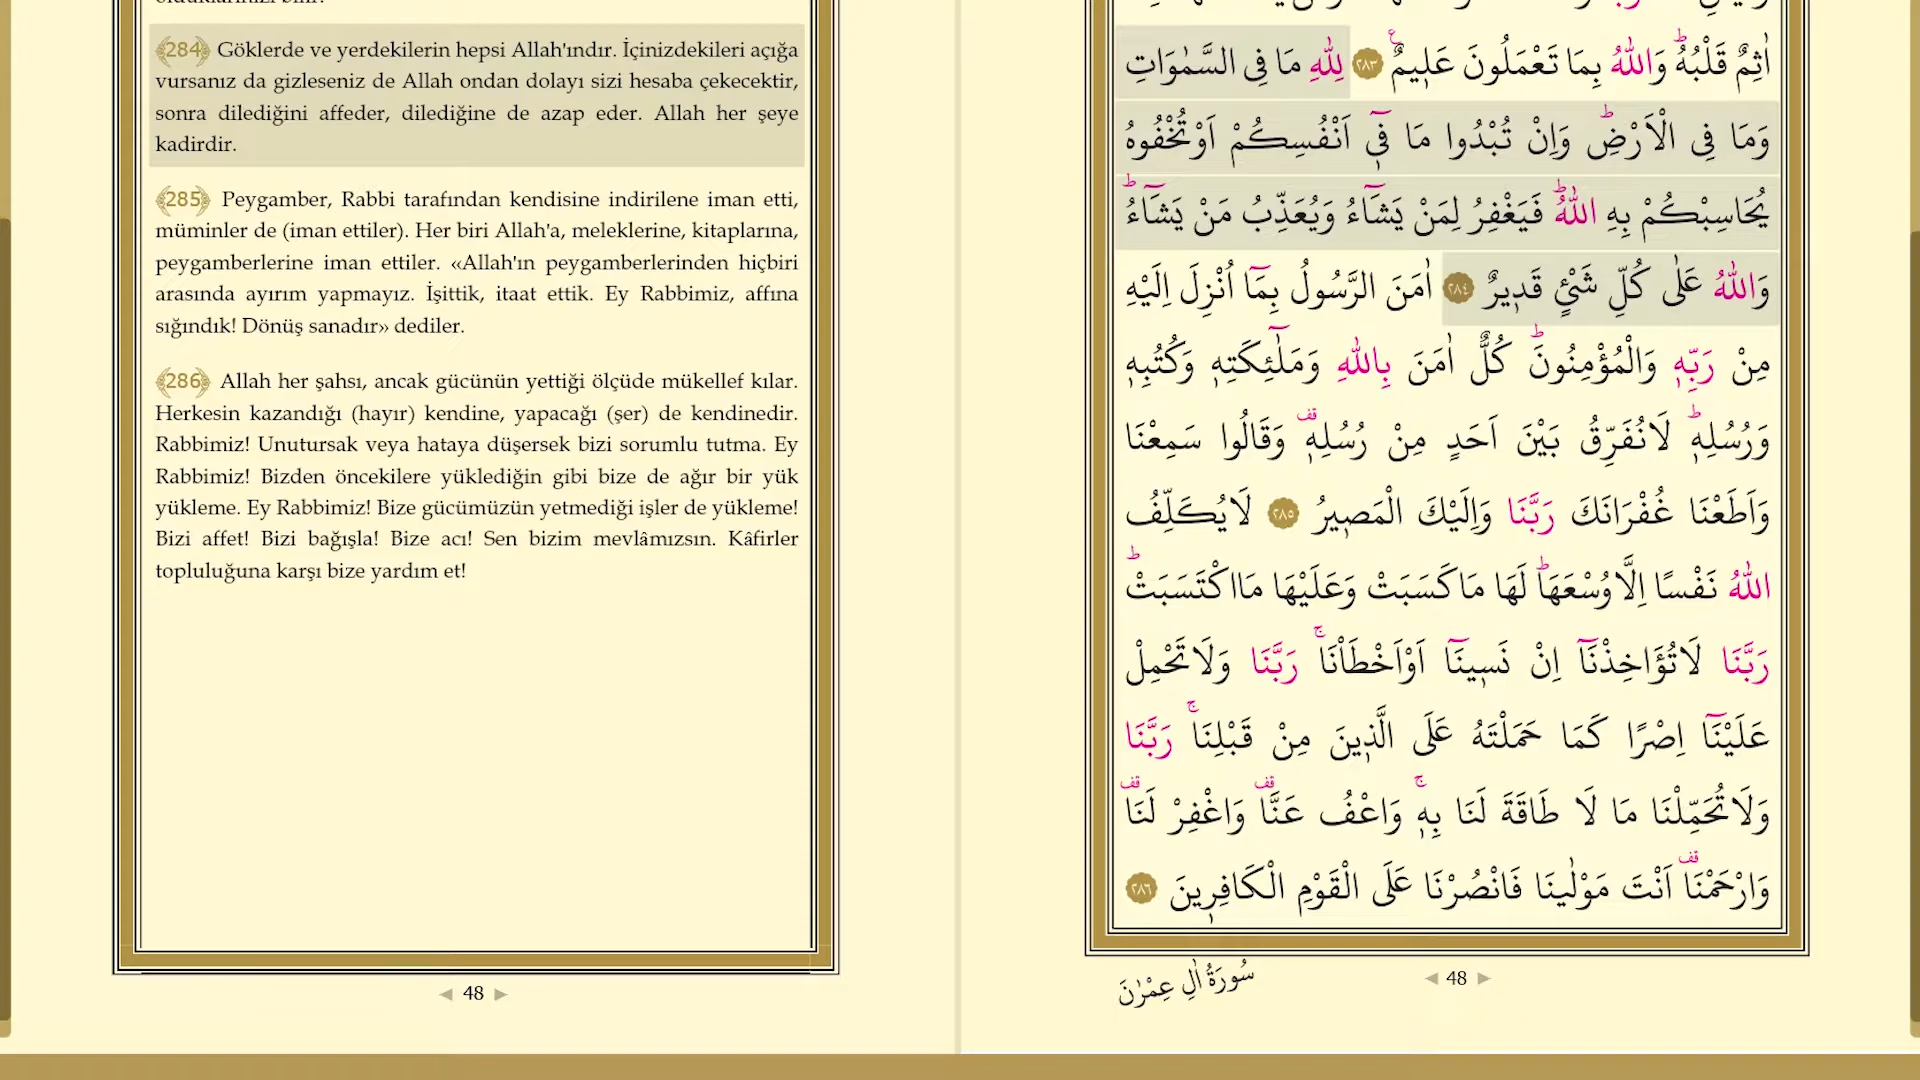 (284) Göklerde ve yerdekilerin hepsi Allah'ındır. İçinizdekileri açığa
vursanız da gizleseniz de Allah ondan dolayı sizi hesaba çekecektir,
sonra dilediğini affeder, dilediğine de azap eder. Allah her şeye
kadirdir.
(285) Peygamber, Rabbi tarafından kendisine indirilene iman etti,
müminler de (iman ettiler). Her biri Allah'a, meleklerine, kitaplarına,
peygamberlerine iman ettiler. «Allah'ın peygamberlerinden hiçbiri
arasında ayırım yapmayız. İşittik, itaat ettik. Ey Rabbimiz, affına
sığındık! Dönüş sanadır» dediler.
(286) Allah her şahsı, ancak gücünün yettiği ölçüde mükellef kılar.
Herkesin kazandığı (hayır) kendine, yapacağı (şer) de kendinedir.
Rabbimiz! Unutursak veya hataya düşersek bizi sorumlu tutma. Ey
Rabbimiz! Bizden öncekilere yüklediğin gibi bize de ağır bir yük
yükleme. Ey Rabbimiz! Bize gücümüzün yetmediği işler de yükleme!
Bizi affet! Bizi bağışla! Bize acı! Sen bizim mevlâmızsın. Kâfirler
topluluğuna karşı bize yardım et!
◄ 48 ►
اٰثِمٌ قَلْبُهُۜ وَاللّٰهُ بِمَا تَعْمَلُونَ عَل۪يمٌ۟ ﴿٢٨٣﴾ لِلّٰهِ مَا فِي السَّمٰوَاتِ
وَمَا فِي الْاَرْضِۜ وَاِنْ تُبْدُوا مَا ف۪ٓي اَنْفُسِكُمْ اَوْ تُخْفُوهُ
يُحَاسِبْكُمْ بِهِ اللّٰهُۜ فَيَغْفِرُ لِمَنْ يَشَٓاءُ وَيُعَذِّبُ مَنْ يَشَٓاءُۜ
وَاللّٰهُ عَلٰى كُلِّ شَيْءٍ قَد۪يرٌ ﴿٢٨٤﴾ اٰمَنَ الرَّسُولُ بِمَٓا اُنْزِلَ اِلَيْهِ
مِنْ رَبِّه۪ وَالْمُؤْمِنُونَۜ كُلٌّ اٰمَنَ بِاللّٰهِ وَمَلٰٓئِكَتِه۪ وَكُتُبِه۪
وَرُسُلِه۪ۜ لَا نُفَرِّقُ بَيْنَ اَحَدٍ مِنْ رُسُلِه۪۠ وَقَالُوا سَمِعْنَا
وَاَطَعْنَا غُفْرَانَكَ رَبَّنَا وَاِلَيْكَ الْمَص۪يرُ ﴿٢٨٥﴾ لَا يُكَلِّفُ
اللّٰهُ نَفْسًا اِلَّا وُسْعَهَاۜ لَهَا مَا كَسَبَتْ وَعَلَيْهَا مَا اكْتَسَبَتْۜ
رَبَّنَا لَا تُؤَاخِذْنَٓا اِنْ نَس۪ينَٓا اَوْ اَخْطَأْنَاۚ رَبَّنَا وَلَا تَحْمِلْ
عَلَيْنَٓا اِصْرًا كَمَا حَمَلْتَهُ عَلَى الَّذ۪ينَ مِنْ قَبْلِنَاۚ رَبَّنَا
وَلَا تُحَمِّلْنَا مَا لَا طَاقَةَ لَنَا بِه۪ۚ وَاعْفُ عَنَّا۠ وَاغْفِرْ لَنَا۠
وَارْحَمْنَا۠ اَنْتَ مَوْلٰينَا فَانْصُرْنَا عَلَى الْقَوْمِ الْكَافِر۪ينَ ﴿٢٨٦﴾
سُورَةُ اٰلِ عِمْرٰنَ
◄ 48 ►